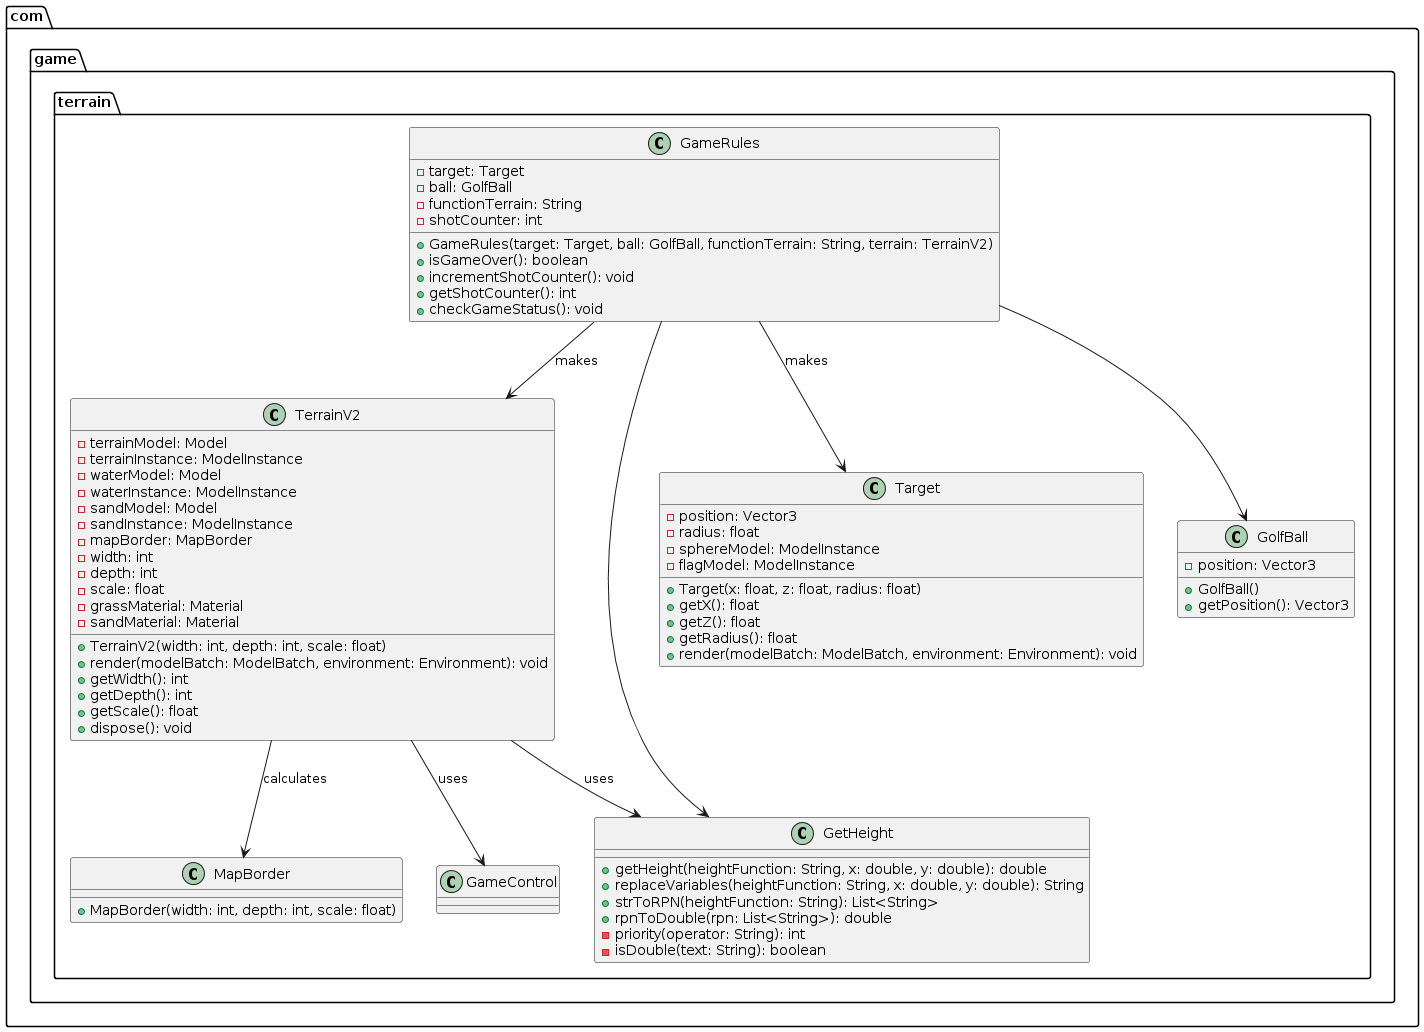 com
game
terrain
C GameRules
target: Target
ball: GolfBall
functionTerrain: String
shotCounter: int
GameRules(target: Target, ball: GolfBall, functionTerrain: String, terrain: TerrainV2)
isGameOver(): boolean
incrementShotCounter(): void
getShotCounter(): int
checkGameStatus(): void
makes
makes
C TerrainV2
terrainModel: Model
terrainInstance: ModelInstance
waterModel: Model
waterInstance: ModelInstance
sandModel: Model
sandInstance: ModelInstance
mapBorder: MapBorder
width: int
depth: int
scale: float
grassMaterial: Material
sandMaterial: Material
TerrainV2(width: int, depth: int, scale: float)
render(modelBatch: ModelBatch, environment: Environment): void
getWidth(): int
getDepth(): int
getScale(): float
dispose(): void
C Target
position: Vector3
radius: float
sphereModel: ModelInstance
flagModel: ModelInstance
Target(x: float, z: float, radius: float)
getX(): float
getZ(): float
getRadius(): float
render(modelBatch: ModelBatch, environment: Environment): void
C GolfBall
position: Vector3
GolfBall()
getPosition(): Vector3
calculates
uses
uses
C MapBorder
MapBorder(width: int, depth: int, scale: float)
C GameControl
C GetHeight
getHeight(heightFunction: String, x: double, y: double): double
replaceVariables(heightFunction: String, x: double, y: double): String
strToRPN(heightFunction: String): List<String>
rpnToDouble(rpn: List<String>): double
priority(operator: String): int
isDouble(text: String): boolean